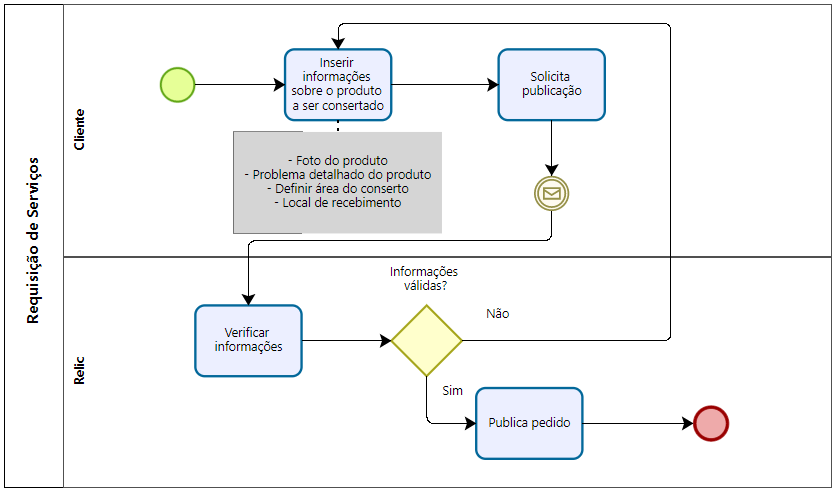 Requisição de Serviços
Cliente
Inserir
informações
sobre o produto
a ser consertado
Solicita
publicação
- Foto do produto
- Problema detalhado do produto
- Definir área do conserto
- Local de recebimento
Relic
Verificar
informações
Informações
válidas?
Não
Sim
Publica pedido